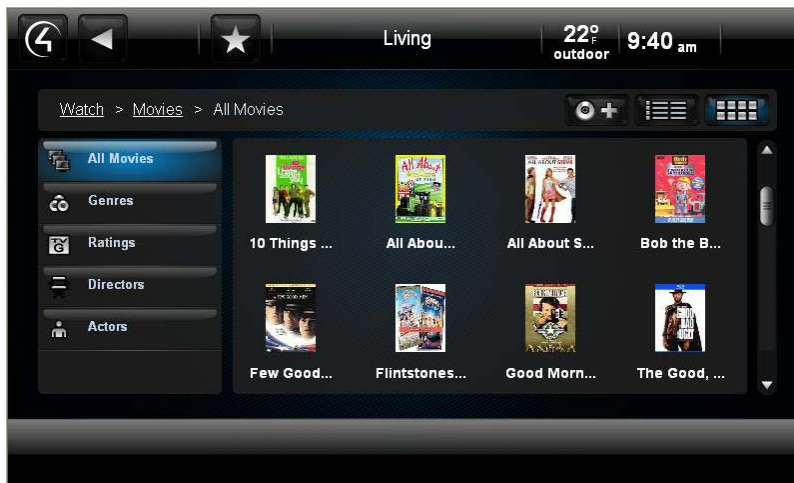 4
Living
22°F
outdoor
9:40 am
Watch > Movies > All Movies
All Movies
Genres
Ratings
Directors
Actors
10 Things ...
All Abou...
All About S...
Bob the B...
Few Good...
Flintstones...
Good Morn...
The Good, ...